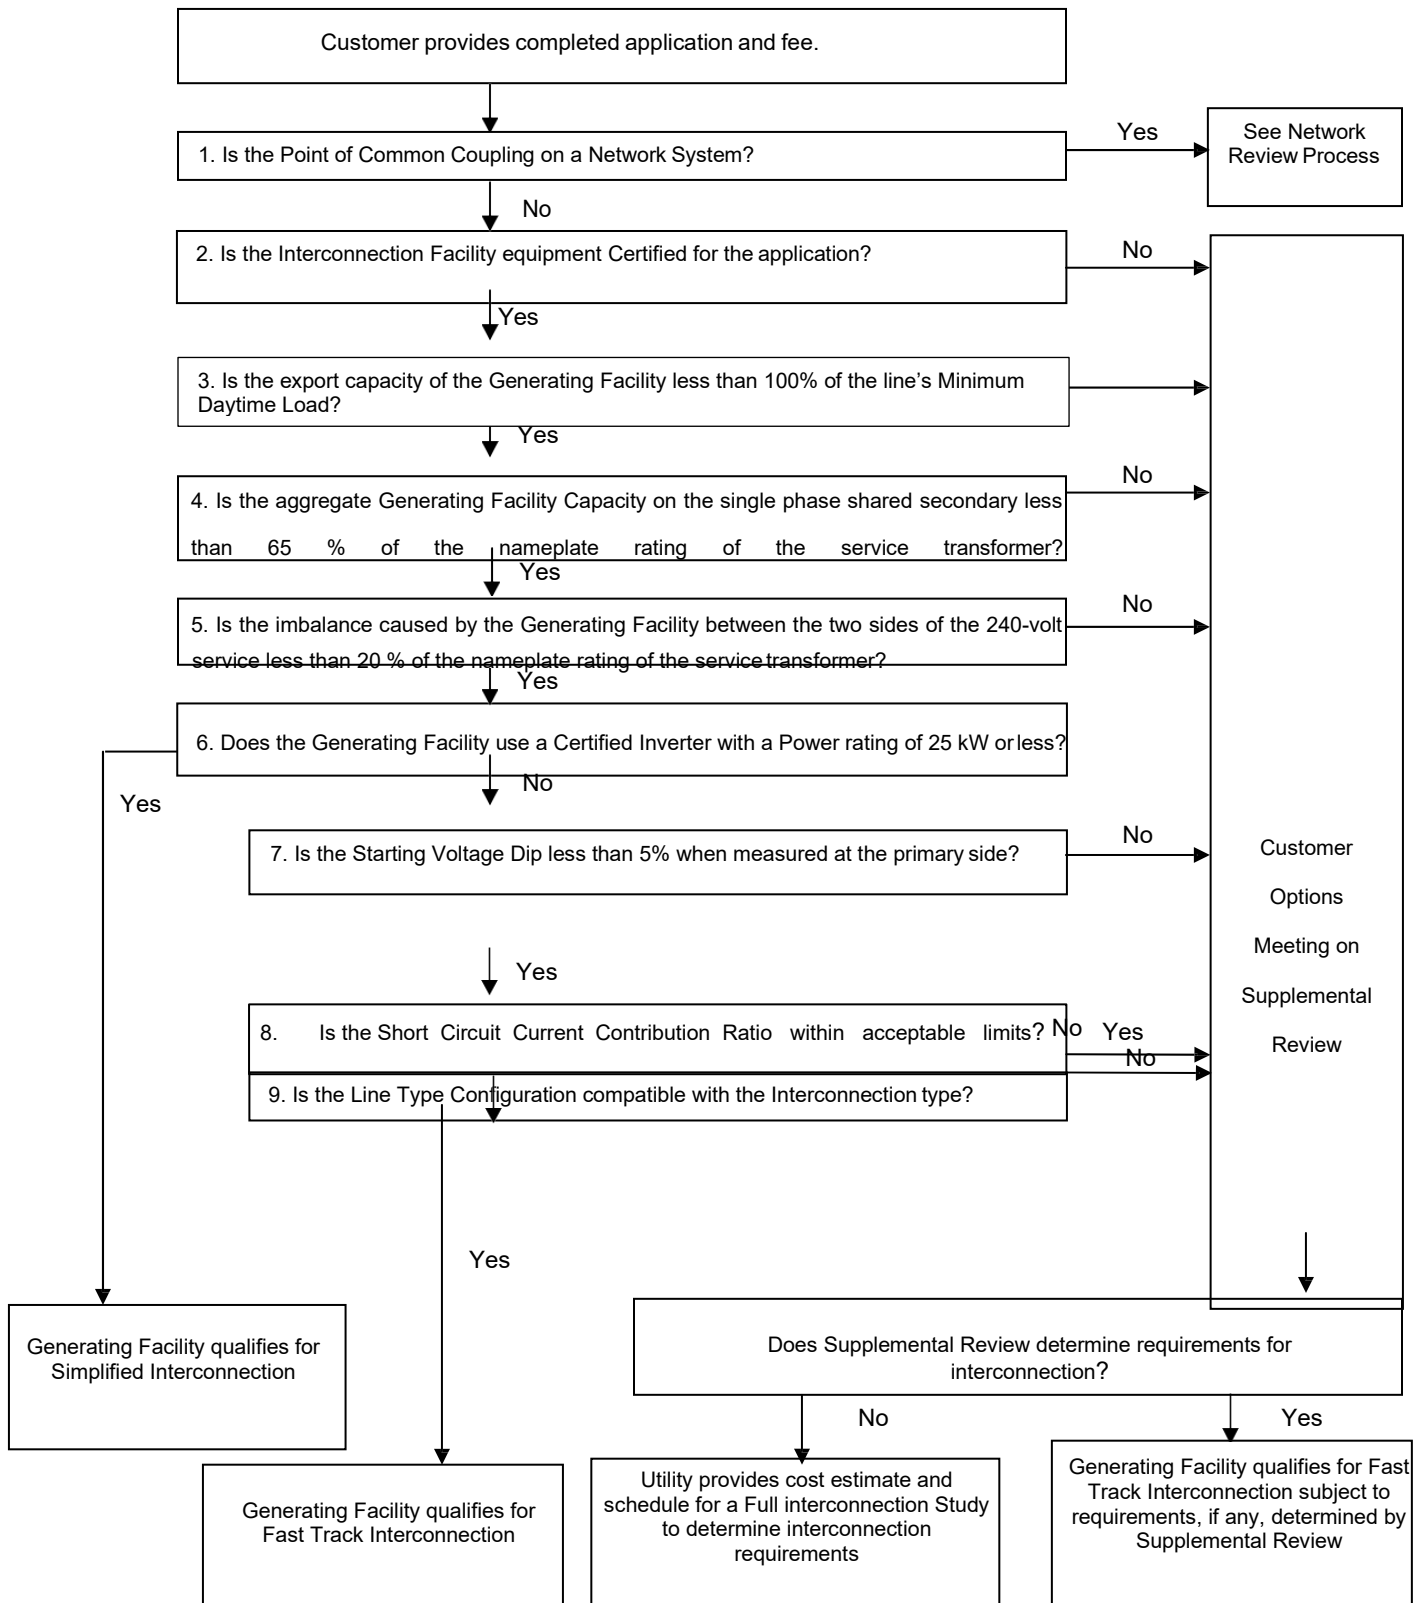 Customer provides completed application and fee.
Yes
See Network
Review Process
1. Is the Point of Common Coupling on a Network System?
No
2. Is the Interconnection Facility equipment Certified for the application?
No
Yes
3. Is the export capacity of the Generating Facility less than 100% of the line's Minimum
Daytime Load?
Yes
No
4. Is the aggregate Generating Facility Capacity on the single phase shared secondary less
than 65 % of the nameplate rating of the service transformer?
Yes
No
5. Is the imbalance caused by the Generating Facility between the two sides of the 240-volt
service less than 20 % of the nameplate rating of the service transformer?
Yes
6. Does the Generating Facility use a Certified Inverter with a Power rating of 25 kW or less?
No
Yes
No
7. Is the Starting Voltage Dip less than 5% when measured at the primary side?
Customer
Options
Meeting on
Supplemental
Review
Yes
8. Is the Short Circuit Current Contribution Ratio within acceptable limits? No Yes
No
9. Is the Line Type Configuration compatible with the Interconnection type?
Yes
Generating Facility qualifies for
Simplified Interconnection
Does Supplemental Review determine requirements for
interconnection?
No
Yes
Generating Facility qualifies for
Fast Track Interconnection
Utility provides cost estimate and
schedule for a Full interconnection Study
to determine interconnection
requirements
Generating Facility qualifies for Fast
Track Interconnection subject to
requirements, if any, determined by
Supplemental Review